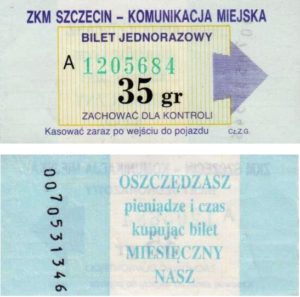 ZKM SZCZECIN – KOMUNIKACJA MIEJSKA
BILET JEDNORAZOWY
A 1205684
35 gr
ZACHOWAĆ DLA KONTROLI
Kasować zaraz po wejściu do pojazdu
Cz.Z.G.
0070531346
OSZCZĘDZASZ
pieniądze i czas
kupując bilet
MIESIĘCZNY
NASZ